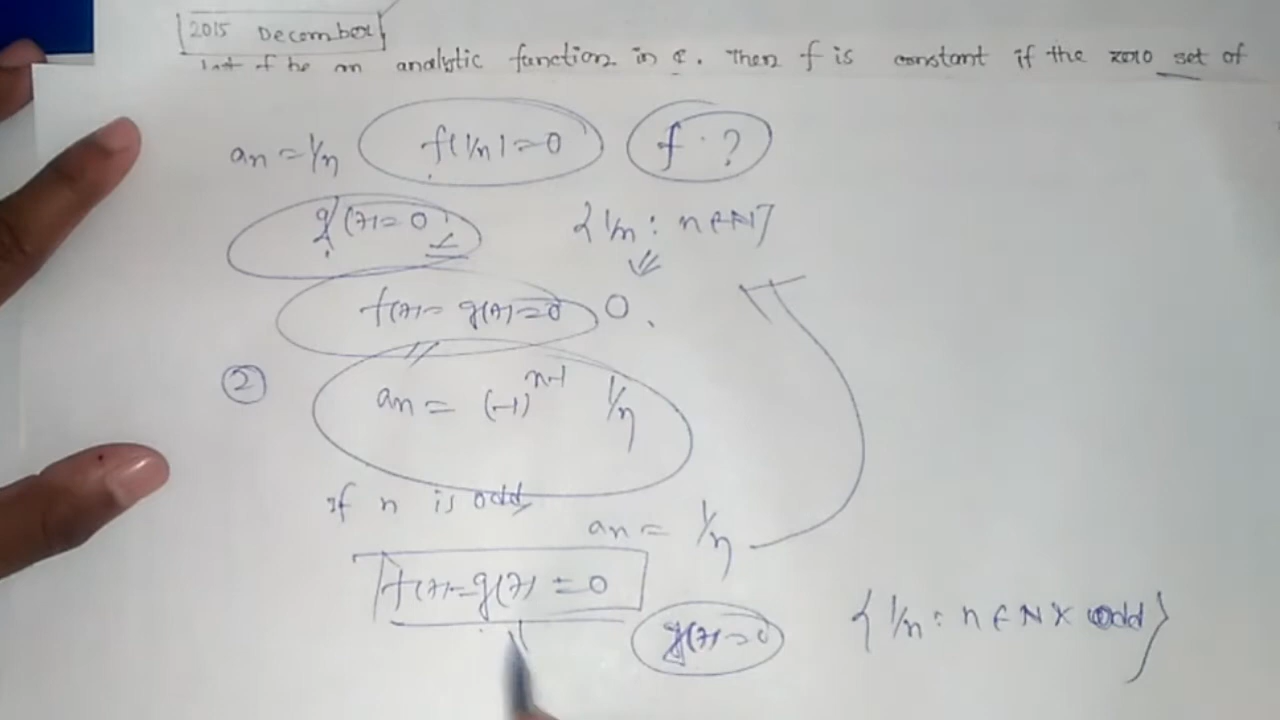 2015 December
Let f be an analytic function in ¢. Then f is constant if the zero set of
an = 1/n f(1/n) = 0 f ?
g(z) = 0 { 1/n : n ∈ N }
f(z) = g(z) = 0 0.
② an = (-1)^{n-1} 1/n
If n is odd,
an = 1/n
f(z) = g(z) = 0
g(z) = 0 { 1/n : n ∈ N & odd }